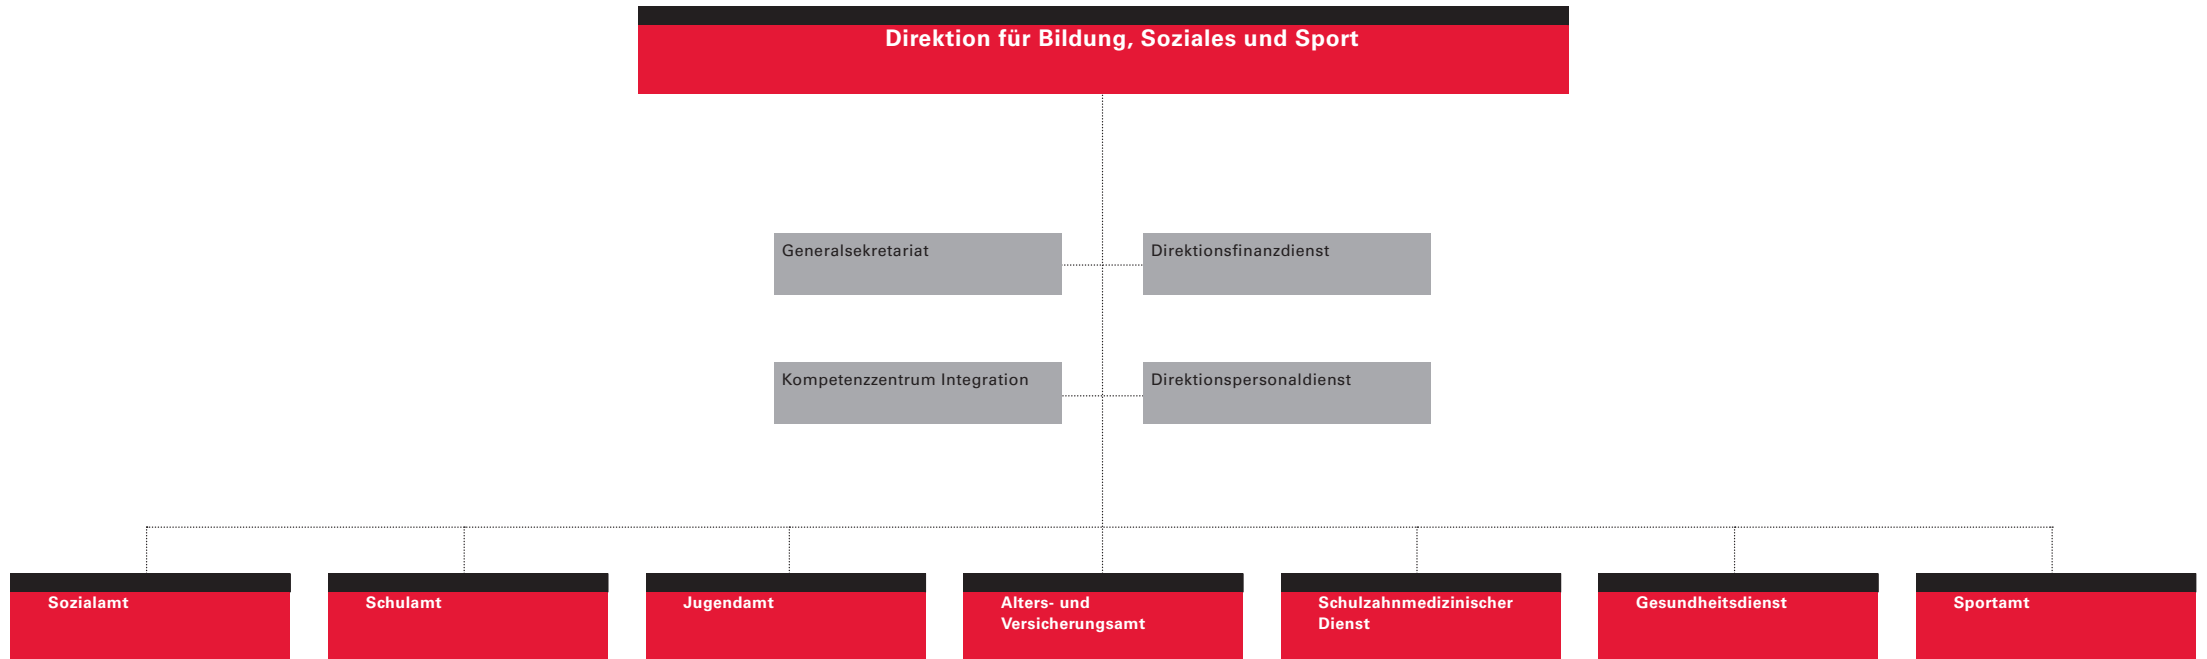 Direktion für Bildung, Soziales und Sport
Generalsekretariat
Direktionsfinanzdienst
Kompetenzzentrum Integration
Direktionspersonaldienst
Sozialamt
Schulamt
Jugendamt
Alters- und
Versicherungsamt
Schulzahnmedizinischer
Dienst
Gesundheitsdienst
Sportamt